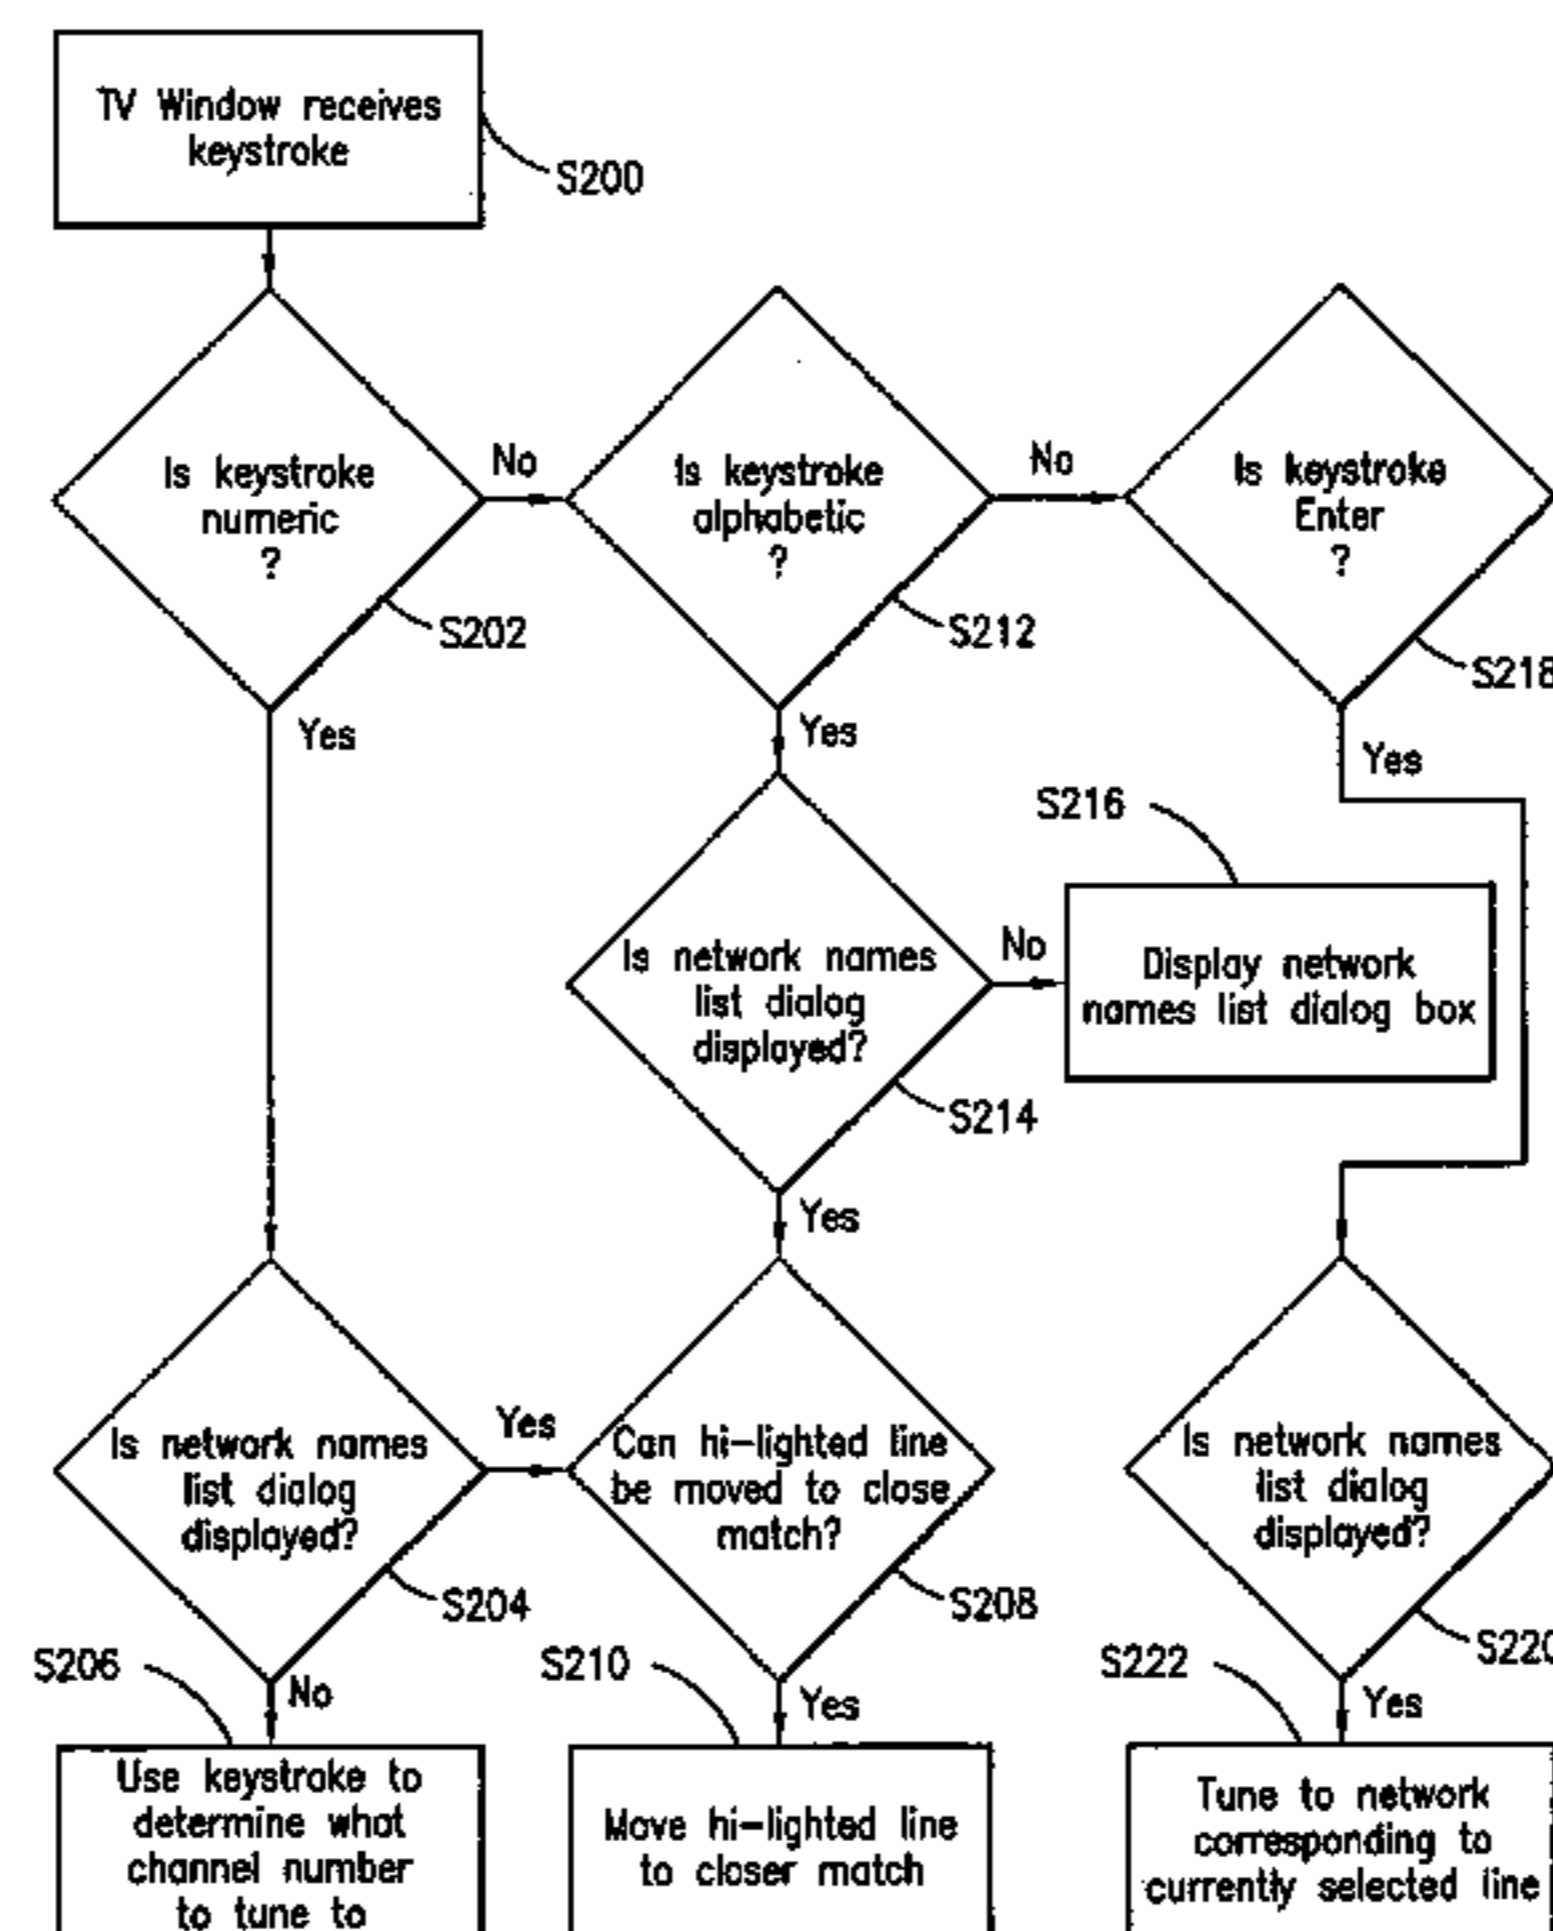 TV Window receives
keystroke
S200
Is keystroke
numeric
?
S202
No
Is keystroke
alphabetic
?
S212
No
Is keystroke
Enter
?
S218
Yes
Yes
Yes
S216
Is network names
list dialog
displayed?
S214
No
Display network
names list dialog box
Yes
Is network names
list dialog
displayed?
S204
Yes
Can hi-lighted line
be moved to close
match?
S208
Is network names
list dialog
displayed?
S220
S206
No
S210
Yes
S222
Yes
Use keystroke to
determine what
channel number
to tune to
Move hi-lighted line
to closer match
Tune to network
corresponding to
currently selected line